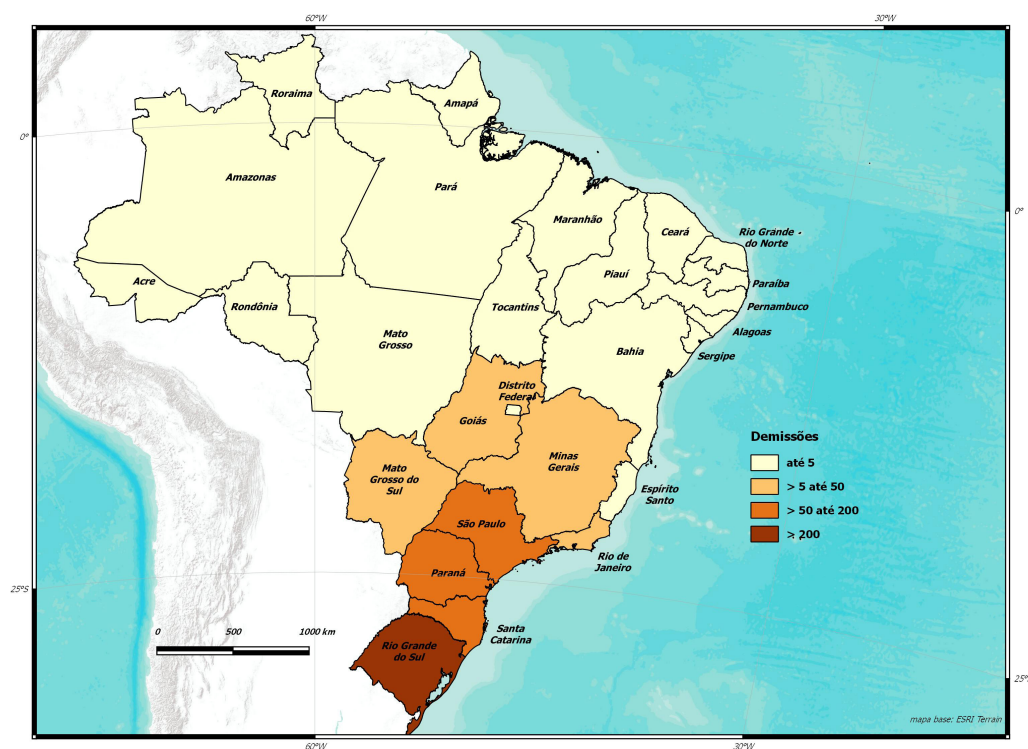 60°W
30°W
0°
0°
Roraima
Amapá
Amazonas
Pará
Maranhão
Ceará
Rio Grande
do Norte
Piauí
Acre
Rondônia
Tocantins
Paraíba
Pernambuco
Alagoas
Sergipe
Mato
Grosso
Bahia
Distrito
Federal
Goiás
Minas
Gerais
Mato
Grosso do
Sul
Espírito
Santo
São Paulo
Rio de
Janeiro
Paraná
Santa
Catarina
Rio Grande
do Sul
Demissões
até 5
> 5 até 50
> 50 até 200
> 200
25°S
0 500 1000 km
25°S
mapa base: ESRI Terrain
60°W
30°W